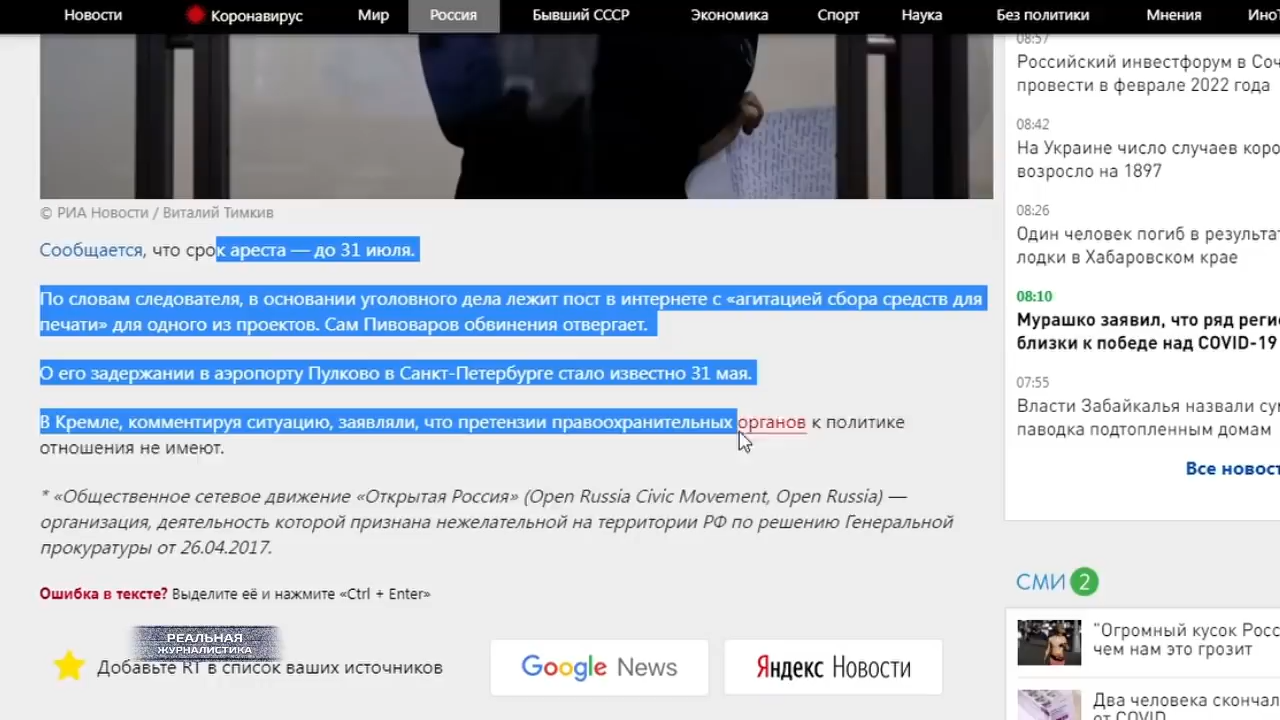 Новости
Коронавирус
Мир
Россия
Бывший СССР
Экономика
Спорт
Наука
Без политики
Мнения
© РИА Новости / Виталий Тимкив
Сообщается, что срок ареста — до 31 июля.
По словам следователя, в основании уголовного дела лежит пост в интернете с «агитацией сбора средств для
печати» для одного из проектов. Сам Пивоваров обвинения отвергает.
О его задержании в аэропорту Пулково в Санкт-Петербурге стало известно 31 мая.
В Кремле, комментируя ситуацию, заявляли, что претензии правоохранительных органов к политике
отношения не имеют.
* «Общественное сетевое движение «Открытая Россия» (Open Russia Civic Movement, Open Russia) —
организация, деятельность которой признана нежелательной на территории РФ по решению Генеральной
прокуратуры от 26.04.2017.
Ошибка в тексте? Выделите её и нажмите «Ctrl + Enter»
РЕАЛЬНАЯ
ЖУРНАЛИСТИКА
Добавьте RT в список ваших источников
Google News
Яндекс Новости
08:57
Российский инвестфорум в Соч
провести в феврале 2022 года
08:42
На Украине число случаев коро
возросло на 1897
08:26
Один человек погиб в результат
лодки в Хабаровском крае
08:10
Мурашко заявил, что ряд реги
близки к победе над COVID-19
07:55
Власти Забайкалья назвали су
паводка подтопленным домам
Все новост
СМИ 2
"Огромный кусок Росс
чем нам это грозит
Два человека скончал
от COVID